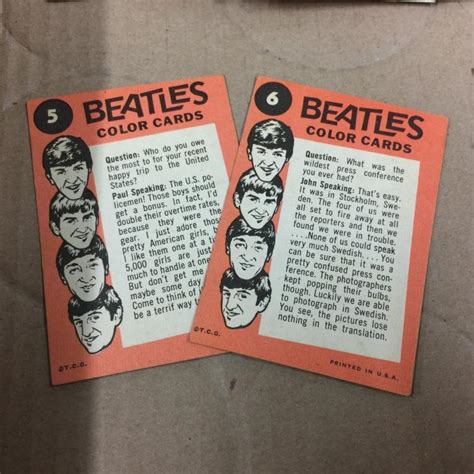 5
BEATLES
COLOR CARDS
Question: Who do you owe
the most to for your recent
happy trip to the United
States?
Paul Speaking: The U.S. po-
licemen! Those boys should
get a bonus. In fact, I'd
double their overtime rates,
because they were the
gear. I just adore those
pretty American girls,
I like them one at a
5,000 girls are just
much to handle at
But don't get me
maybe some day
Come to think of
be a terrif way
©T.C.G.
6
BEATLES
COLOR CARDS
Question: What was the
wildest press conference
you ever had?
John Speaking: That's easy.
It was in Stockholm, Swe-
den. The four of us were
all set to fire away at all
the reporters and then we
found we were in trouble.
....None of us could speak
very much Swedish....You
can be sure that it was a
pretty confused press con-
ference. The photographers
kept popping their bulbs,
though. Luckily we are able
to photograph in Swedish.
You see, the pictures lose
nothing in the translation.
©T.C.G.
PRINTED IN U.S.A.